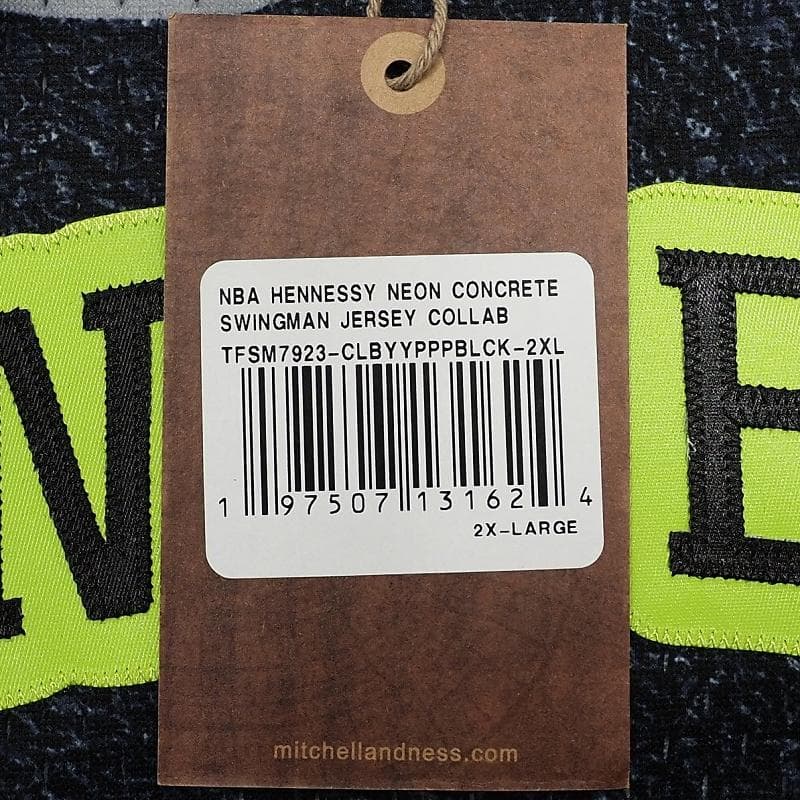 NBA HENNESSY NEON CONCRETE
SWINGMAN JERSEY COLLAB
TFSM7923-CLBYYPPPBLCK-2XL
1 97507 13162 4
2X-LARGE
N E
mitchellandness.com